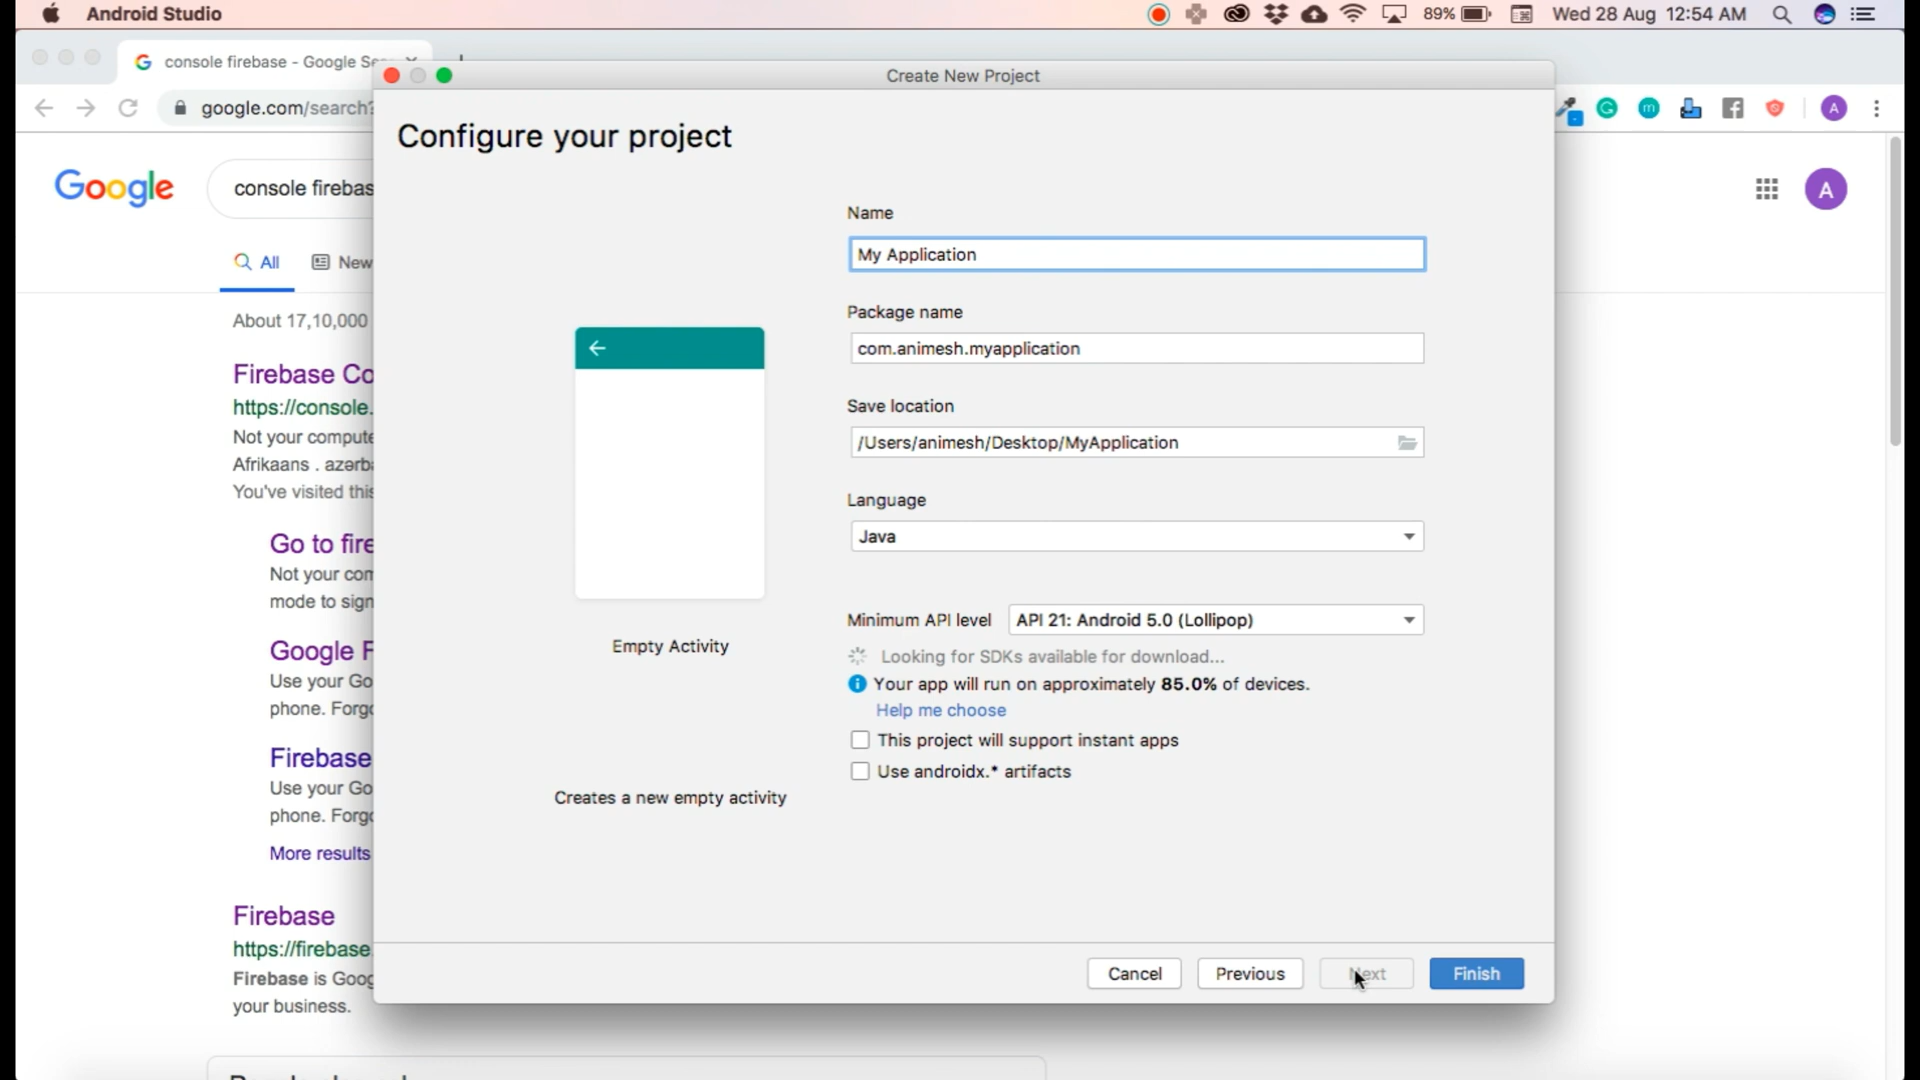 Android Studio
89%
Wed 28 Aug 12:54 AM
console firebase - Google Se
google.com/search?
A
Create New Project
Configure your project
Google
console firebas
A
All
New
About 17,10,000
Firebase Co
https://console.
Not your compute
Afrikaans . azərba
You've visited this
Go to fire
Not your com
mode to sign
Google F
Use your Go
phone. Forgo
Firebase
Use your Go
phone. Forgo
More results
Firebase
https://firebase.
Firebase is Goog
your business.
Empty Activity
Creates a new empty activity
Name
My Application
Package name
com.animesh.myapplication
Save location
/Users/animesh/Desktop/MyApplication
Language
Java
Minimum API level
API 21: Android 5.0 (Lollipop)
Looking for SDKs available for download...
Your app will run on approximately 85.0% of devices.
Help me choose
This project will support instant apps
Use androidx.* artifacts
Cancel
Previous
Next
Finish